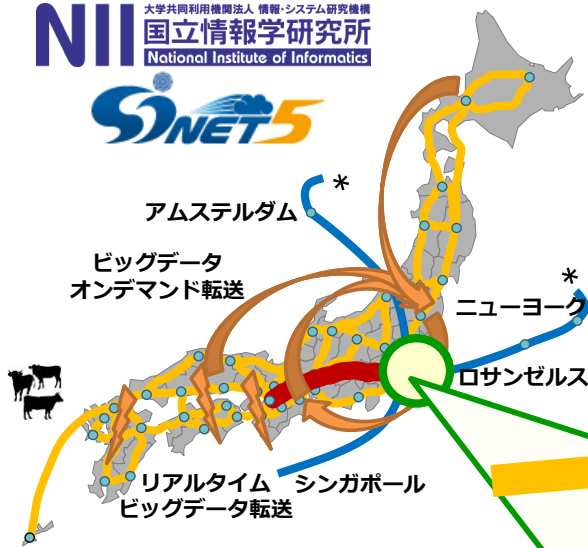 NII
大学共同利用機関法人 情報・システム研究機構
国立情報学研究所
National Institute of Informatics
SINET5
アムステルダム
*
ビッグデータ
オンデマンド転送
*
ニューヨーク
ロサンゼルス
リアルタイム
ビッグデータ転送
シンガポール